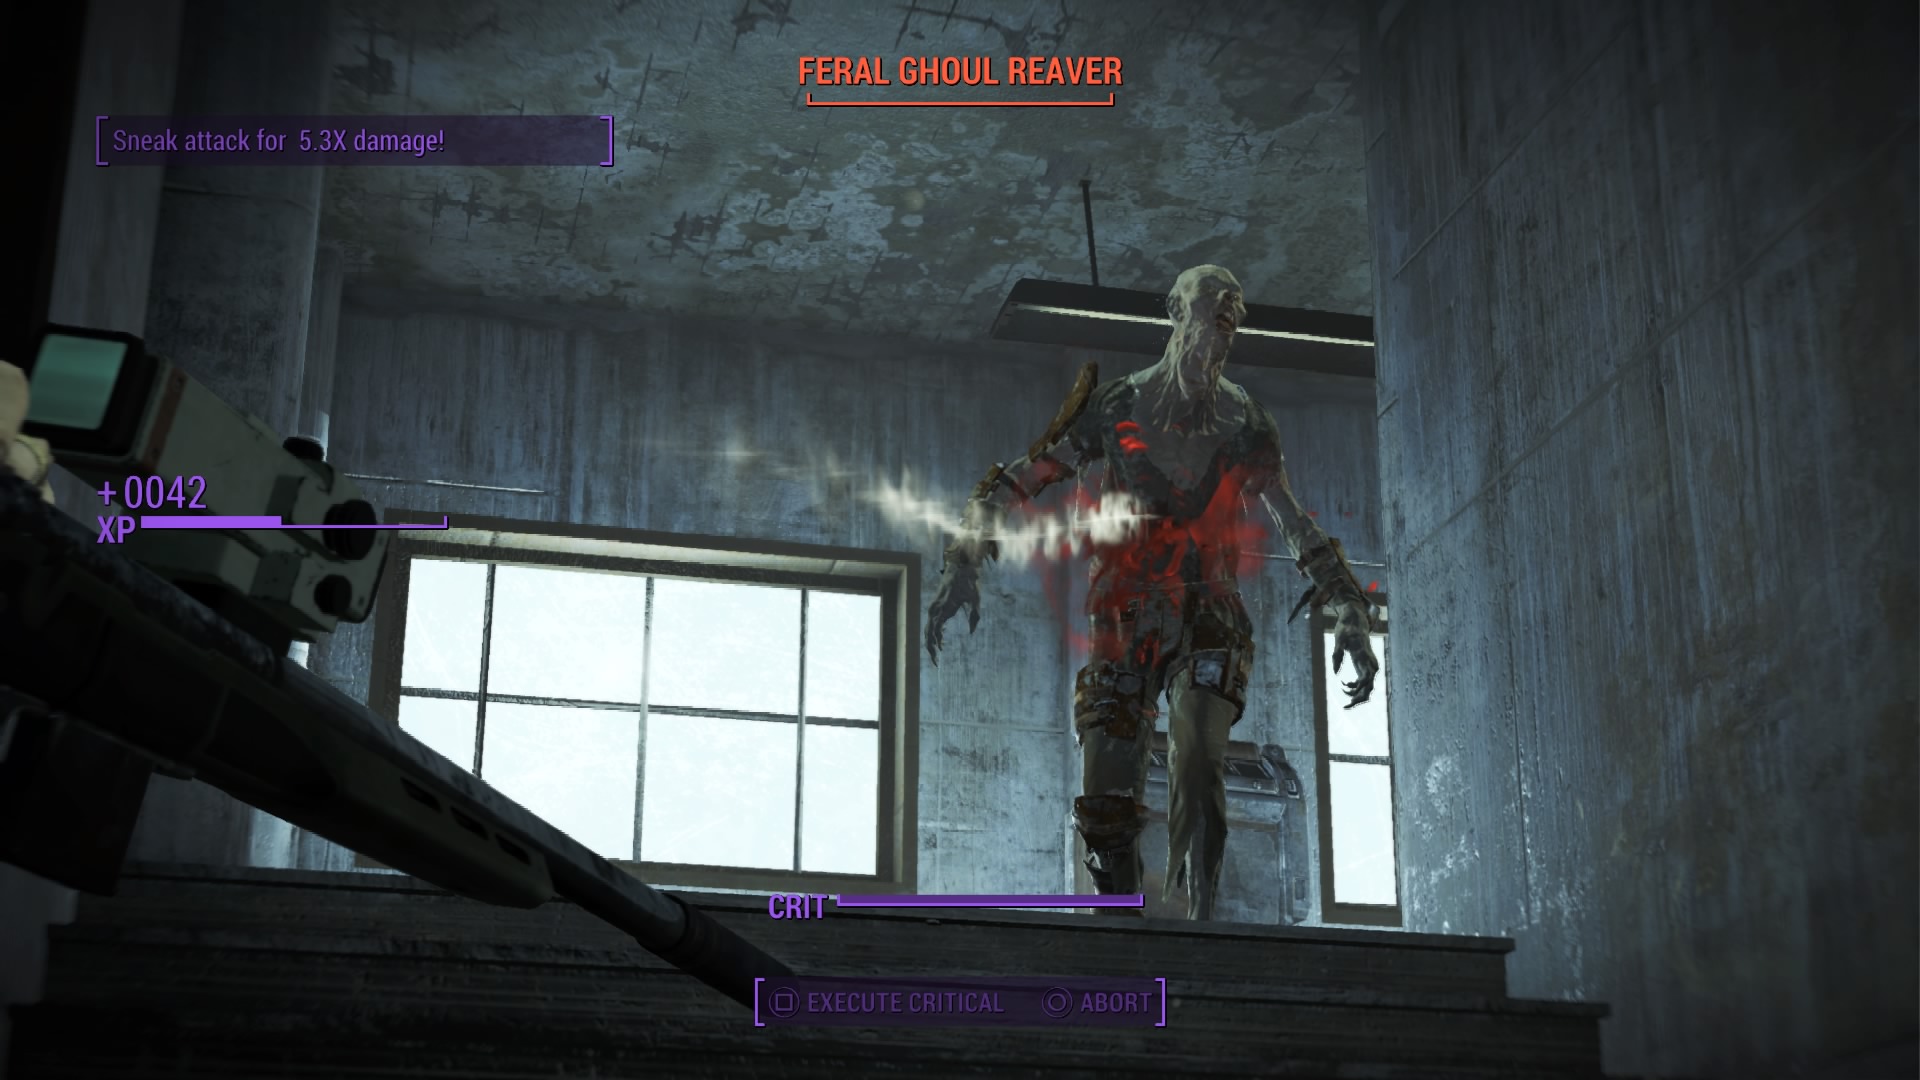 FERAL GHOUL REAVER
Sneak attack for 5.3X damage!
+0042
XP
CRIT
EXECUTE CRITICAL ABORT